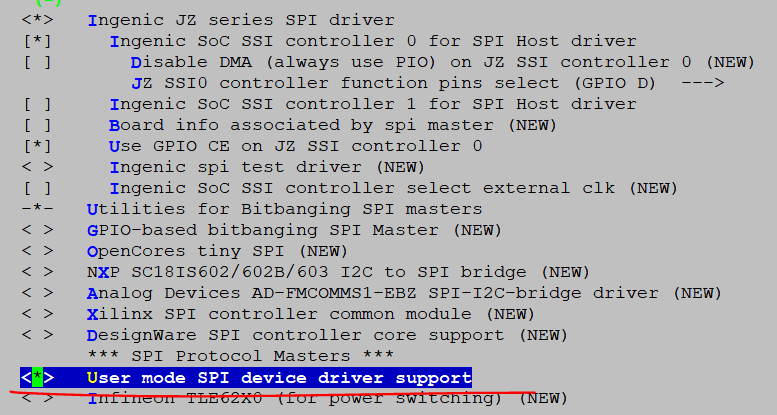 <*> Ingenic JZ series SPI driver
[*] Ingenic SoC SSI controller 0 for SPI Host driver
[ ] Disable DMA (always use PIO) on JZ SSI controller 0 (NEW)
JZ SSI0 controller function pins select (GPIO D) --->
[ ] Ingenic SoC SSI controller 1 for SPI Host driver
[ ] Board info associated by spi master (NEW)
[*] Use GPIO CE on JZ SSI controller 0
< > Ingenic spi test driver (NEW)
[ ] Ingenic SoC SSI controller select external clk (NEW)
-*- Utilities for Bitbanging SPI masters
< > GPIO-based bitbanging SPI Master (NEW)
< > OpenCores tiny SPI (NEW)
< > NXP SC18IS602/602B/603 I2C to SPI bridge (NEW)
< > Analog Devices AD-FMCOMMS1-EBZ SPI-I2C-bridge driver (NEW)
< > Xilinx SPI controller common module (NEW)
< > DesignWare SPI controller core support (NEW)
*** SPI Protocol Masters ***
<*> User mode SPI device driver support
< > Infineon TLE62X0 (for power switching) (NEW)